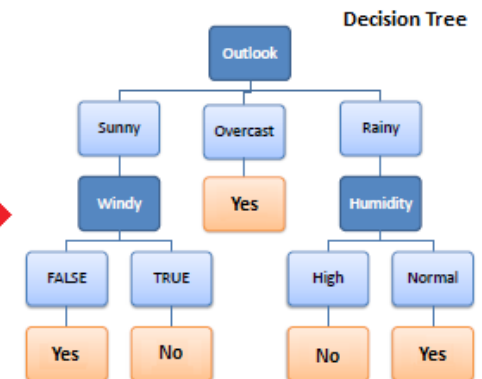 Decision Tree
Outlook
Sunny
Overcast
Rainy
Windy
Yes
Humidity
FALSE
TRUE
High
Normal
Yes
No
No
Yes